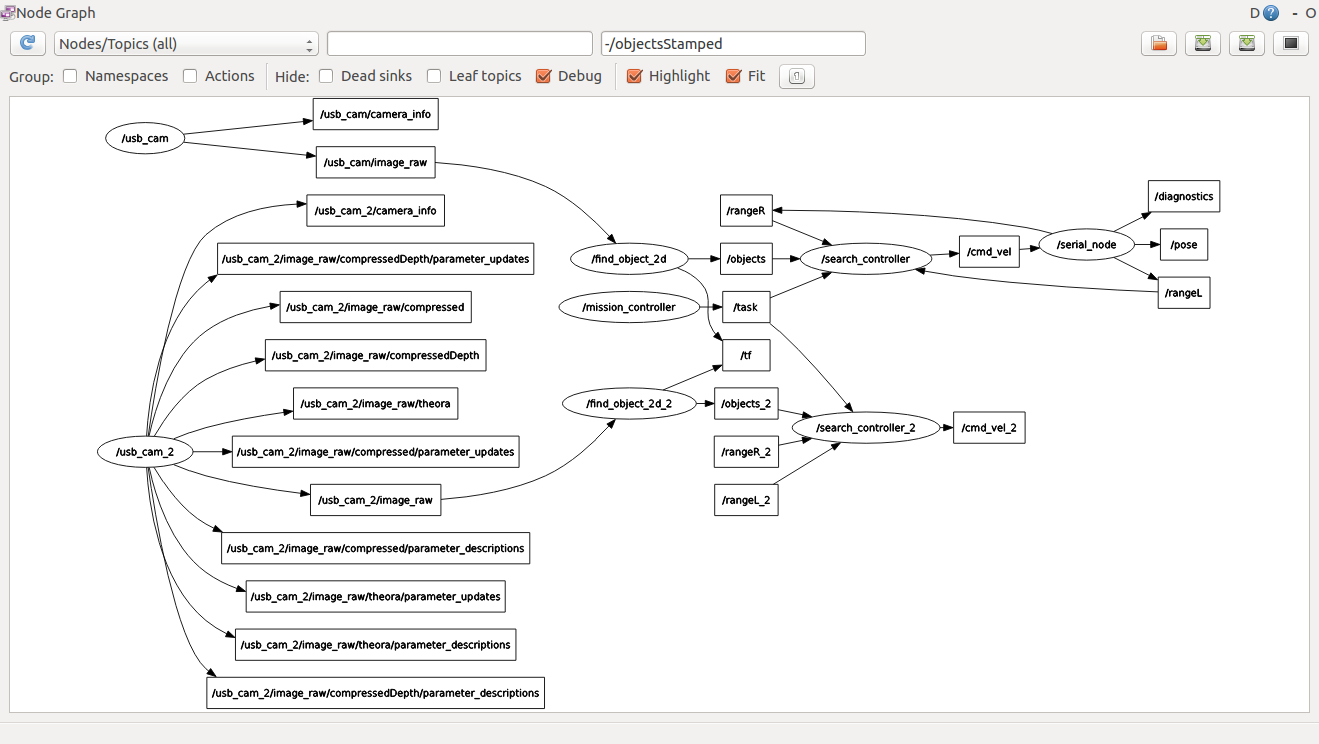 Node Graph
D ? - O
Nodes/Topics (all)
-/objectsStamped
Group: Namespaces Actions Hide: Dead sinks Leaf topics Debug Highlight Fit
/usb_cam
/usb_cam/camera_info
/usb_cam/image_raw
/usb_cam_2/camera_info
/usb_cam_2/image_raw/compressedDepth/parameter_updates
/usb_cam_2/image_raw/compressed
/usb_cam_2/image_raw/compressedDepth
/usb_cam_2/image_raw/theora
/usb_cam_2
/usb_cam_2/image_raw/compressed/parameter_updates
/usb_cam_2/image_raw
/usb_cam_2/image_raw/compressed/parameter_descriptions
/usb_cam_2/image_raw/theora/parameter_updates
/usb_cam_2/image_raw/theora/parameter_descriptions
/usb_cam_2/image_raw/compressedDepth/parameter_descriptions
/find_object_2d
/mission_controller
/find_object_2d_2
/rangeR
/objects
/task
/tf
/objects_2
/rangeR_2
/rangeL_2
/search_controller
/search_controller_2
/cmd_vel
/cmd_vel_2
/serial_node
/diagnostics
/pose
/rangeL